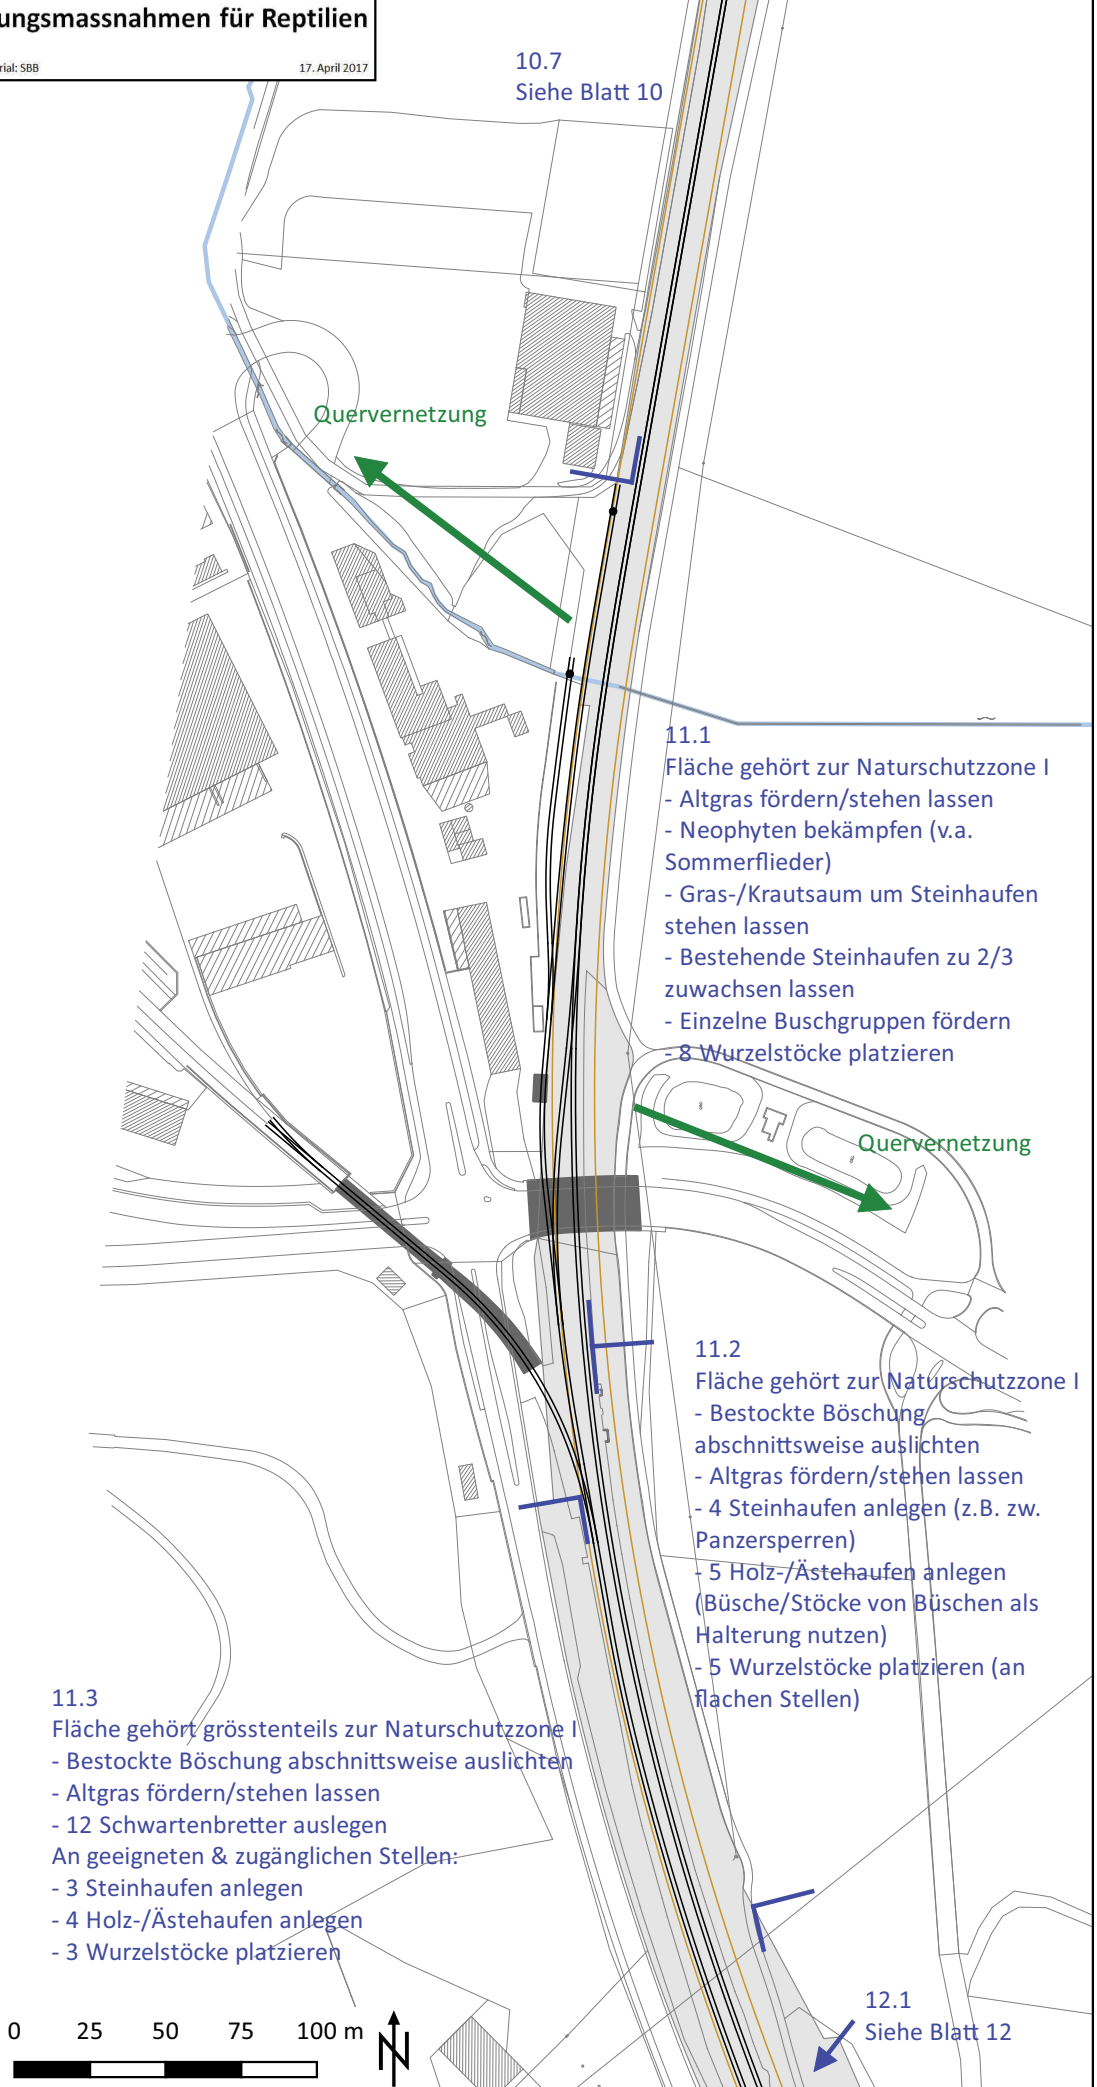 ungsmassnahmen für Reptilien
rial: SBB 17. April 2017
10.7
Siehe Blatt 10
Quervernetzung
11.1
Fläche gehört zur Naturschutzzone I
- Altgras fördern/stehen lassen
- Neophyten bekämpfen (v.a.
Sommerflieder)
- Gras-/Krautsaum um Steinhaufen
stehen lassen
- Bestehende Steinhaufen zu 2/3
zuwachsen lassen
- Einzelne Buschgruppen fördern
- 8 Wurzelstöcke platzieren
Quervernetzung
11.2
Fläche gehört zur Naturschutzzone I
- Bestockte Böschung
abschnittsweise auslichten
- Altgras fördern/stehen lassen
- 4 Steinhaufen anlegen (z.B. zw.
Panzersperren)
- 5 Holz-/Ästehaufen anlegen
(Büsche/Stöcke von Büschen als
Halterung nutzen)
- 5 Wurzelstöcke platzieren (an
flachen Stellen)
11.3
Fläche gehört grösstenteils zur Naturschutzzone I
- Bestockte Böschung abschnittsweise auslichten
- Altgras fördern/stehen lassen
- 12 Schwartenbretter auslegen
An geeigneten & zugänglichen Stellen:
- 3 Steinhaufen anlegen
- 4 Holz-/Ästehaufen anlegen
- 3 Wurzelstöcke platzieren
12.1
Siehe Blatt 12
0 25 50 75 100 m
N